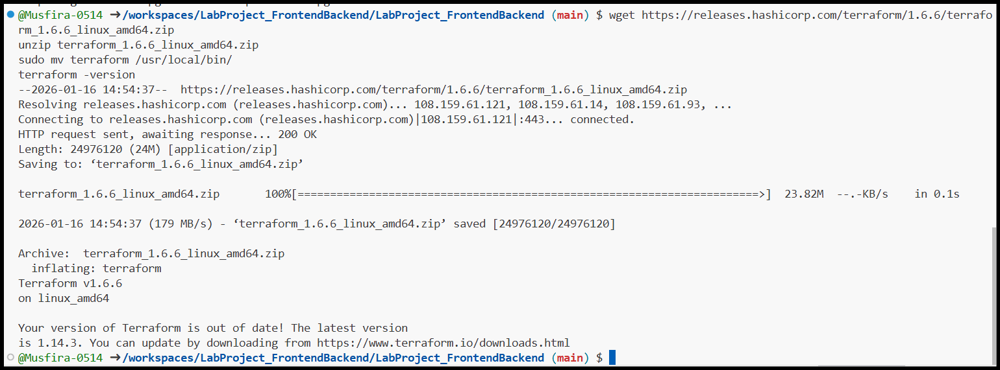 @Musfira-0514 ➜/workspaces/LabProject_FrontendBackend/LabProject_FrontendBackend (main) $ wget https://releases.hashicorp.com/terraform/1.6.6/terrafo
rm_1.6.6_linux_amd64.zip
unzip terraform_1.6.6_linux_amd64.zip
sudo mv terraform /usr/local/bin/
terraform -version
--2026-01-16 14:54:37--  https://releases.hashicorp.com/terraform/1.6.6/terraform_1.6.6_linux_amd64.zip
Resolving releases.hashicorp.com (releases.hashicorp.com)... 108.159.61.121, 108.159.61.14, 108.159.61.93, ...
Connecting to releases.hashicorp.com (releases.hashicorp.com)|108.159.61.121|:443... connected.
HTTP request sent, awaiting response... 200 OK
Length: 24976120 (24M) [application/zip]
Saving to: ‘terraform_1.6.6_linux_amd64.zip’
terraform_1.6.6_linux_amd64.zip       100%[=======================================================================>]  23.82M  --.-KB/s    in 0.1s
2026-01-16 14:54:37 (179 MB/s) - ‘terraform_1.6.6_linux_amd64.zip’ saved [24976120/24976120]
Archive:  terraform_1.6.6_linux_amd64.zip
  inflating: terraform
Terraform v1.6.6
on linux_amd64
Your version of Terraform is out of date! The latest version
is 1.14.3. You can update by downloading from https://www.terraform.io/downloads.html
@Musfira-0514 ➜/workspaces/LabProject_FrontendBackend/LabProject_FrontendBackend (main) $